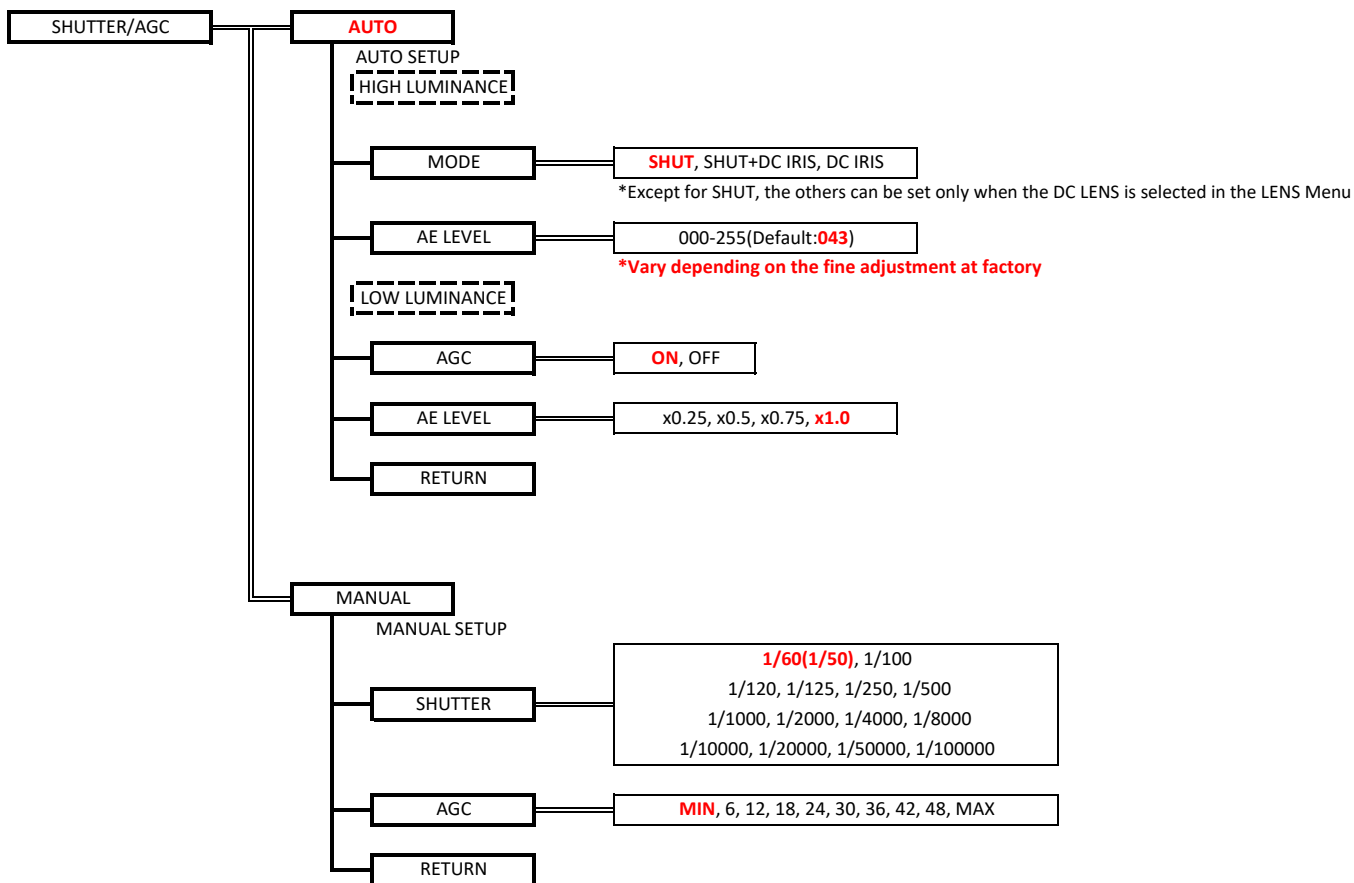 SHUTTER/AGC
AUTO
AUTO SETUP
HIGH LUMINANCE
MODE
SHUT, SHUT+DC IRIS, DC IRIS
*Except for SHUT, the others can be set only when the DC LENS is selected in the LENS Menu
AE LEVEL
000-255(Default:043)
*Vary depending on the fine adjustment at factory
LOW LUMINANCE
AGC
ON, OFF
AE LEVEL
x0.25, x0.5, x0.75, x1.0
RETURN
MANUAL
MANUAL SETUP
SHUTTER
1/60(1/50), 1/100
1/120, 1/125, 1/250, 1/500
1/1000, 1/2000, 1/4000, 1/8000
1/10000, 1/20000, 1/50000, 1/100000
AGC
MIN, 6, 12, 18, 24, 30, 36, 42, 48, MAX
RETURN